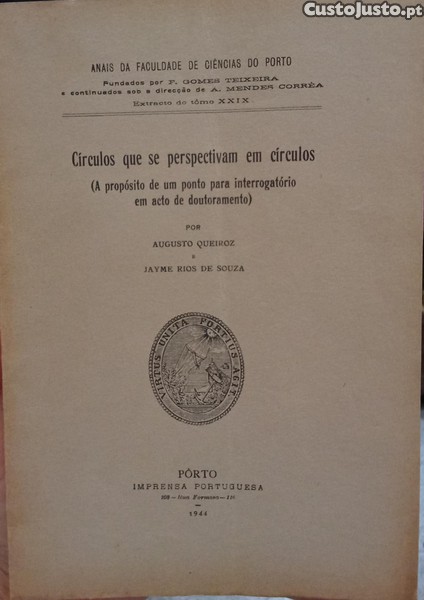 CustoJusto.pt
ANAIS DA FACULDADE DE CIÊNCIAS DO PORTO
Fundados por F. GOMES TEIXEIRA
e continuados sob a direcção de A. MENDES CORRÊA
Extracto do tômo XXIX
Círculos que se perspectivam em círculos
(A propósito de um ponto para interrogatório
em acto de doutoramento)
POR
AUGUSTO QUEIROZ
E
JAYME RIOS DE SOUZA
VIRTUS UNITA FORTIUS AGIT
PÔRTO
IMPRENSA PORTUGUESA
1944